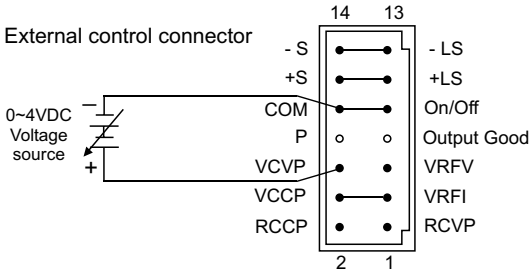 14 13
External control connector
- S - LS
+S +LS
COM On/Off
0~4VDC
Voltage
source
–
+
P Output Good
VCVP VRFV
VCCP VRFI
RCCP RCVP
2 1